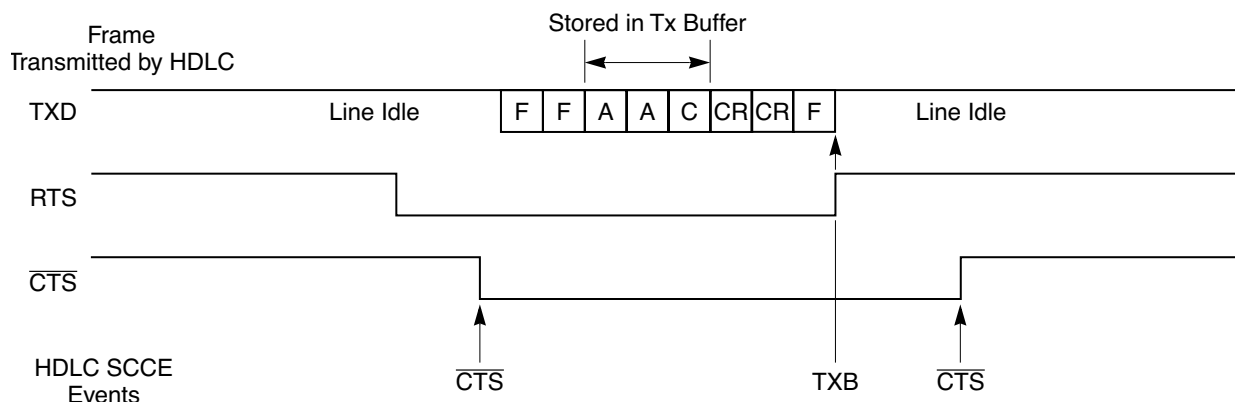 Stored in Tx Buffer
Frame
Transmitted by HDLC
TXD Line Idle F F A A C CR CR F Line Idle
RTS
CTS
HDLC SCCE
Events
CTS TXB CTS